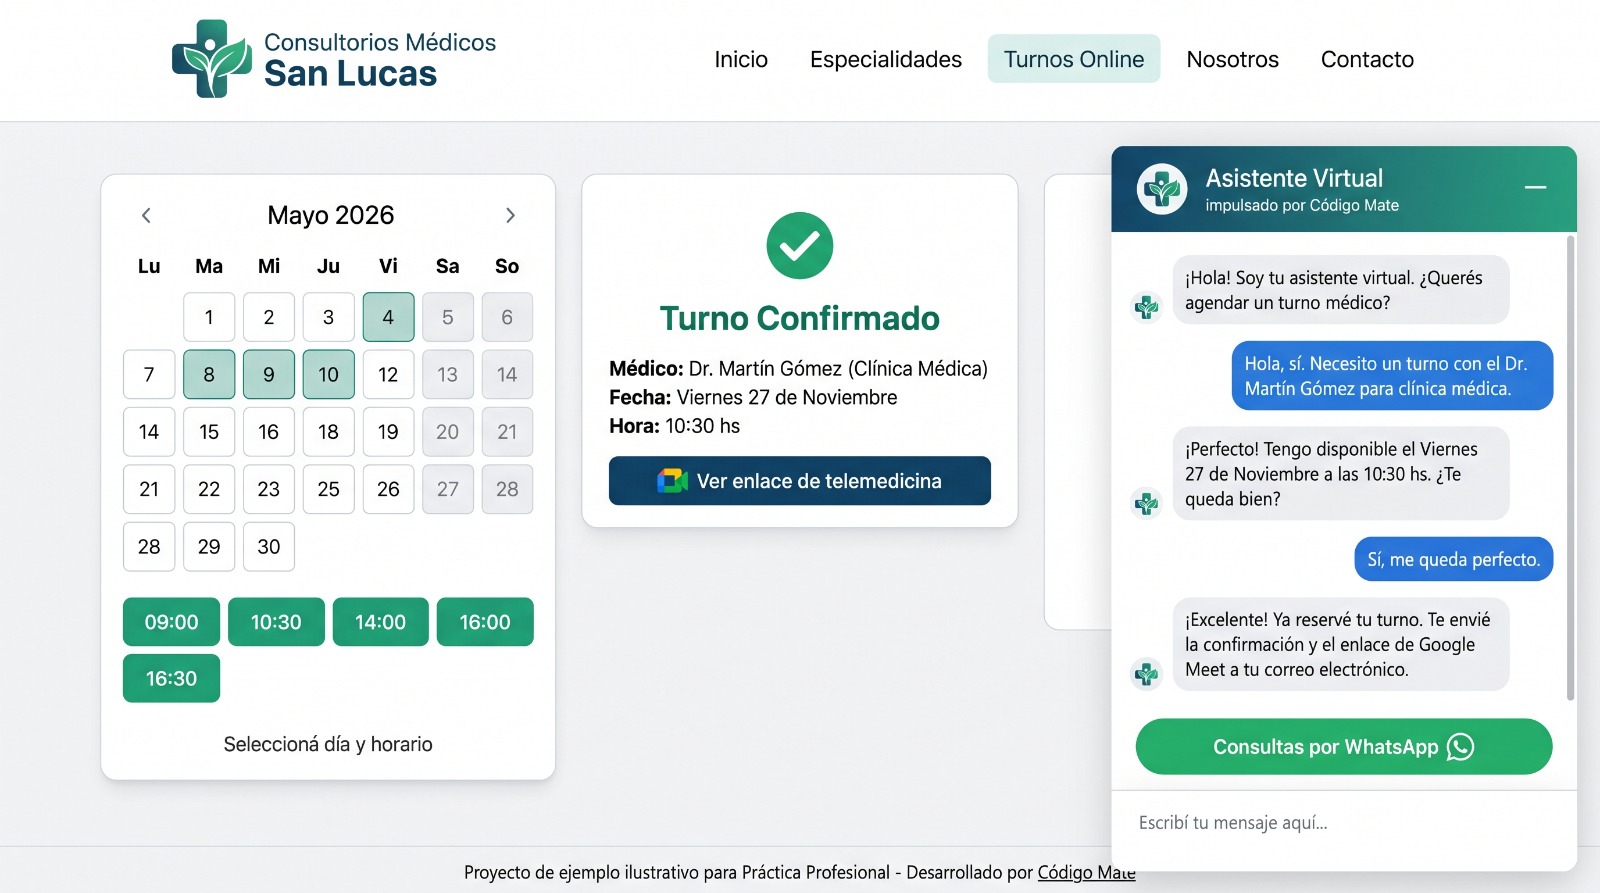 Consultorios Médicos
San Lucas
Inicio Especialidades Turnos Online Nosotros Contacto
Mayo 2026
Lu Ma Mi Ju Vi Sa So
1 2 3 4 5 6
7 8 9 10 12 13 14
14 15 16 18 19 20 21
21 22 23 25 26 27 28
28 29 30
09:00 10:30 14:00 16:00
16:30
Seleccioná día y horario
Turno Confirmado
Médico: Dr. Martín Gómez (Clínica Médica)
Fecha: Viernes 27 de Noviembre
Hora: 10:30 hs
Ver enlace de telemedicina
Asistente Virtual
impulsado por Código Mate
¡Hola! Soy tu asistente virtual. ¿Querés
agendar un turno médico?
Hola, sí. Necesito un turno con el Dr.
Martín Gómez para clínica médica.
¡Perfecto! Tengo disponible el Viernes
27 de Noviembre a las 10:30 hs. ¿Te
queda bien?
Sí, me queda perfecto.
¡Excelente! Ya reservé tu turno. Te envié
la confirmación y el enlace de Google
Meet a tu correo electrónico.
Consultas por WhatsApp
Escribí tu mensaje aquí...
Proyecto de ejemplo ilustrativo para Práctica Profesional - Desarrollado por Código Mate